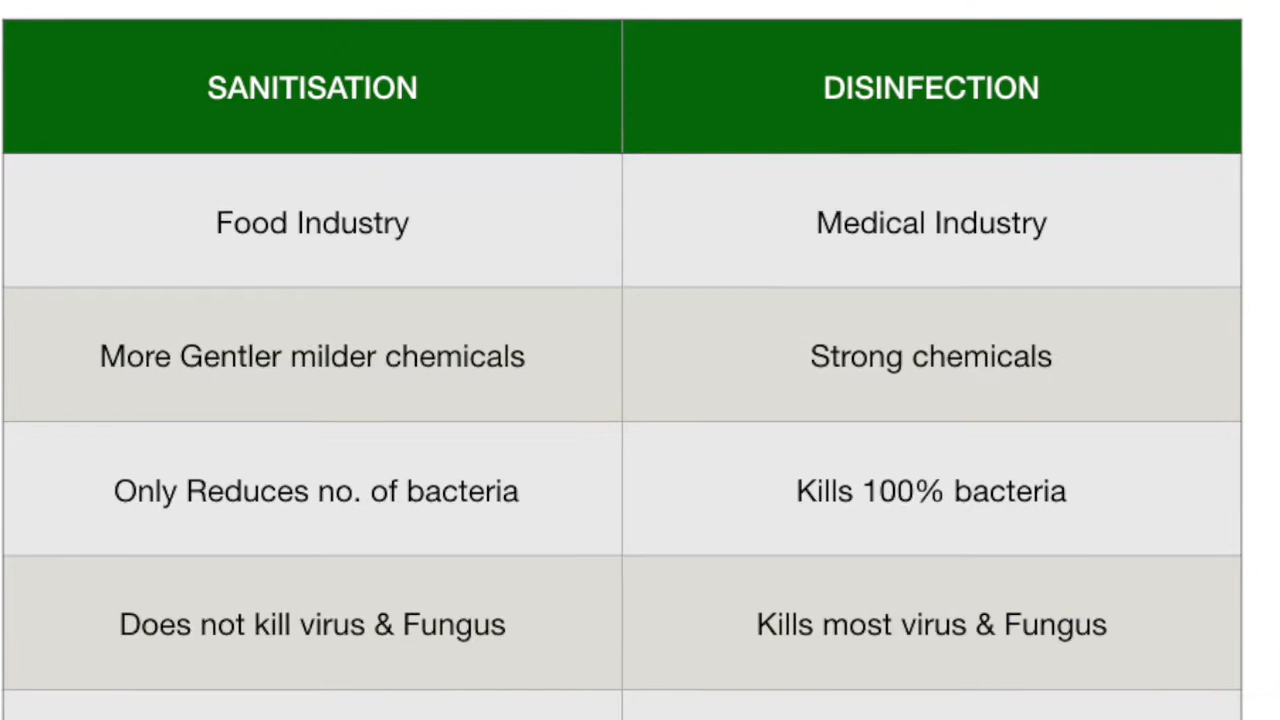 SANITISATION DISINFECTION
Food Industry Medical Industry
More Gentler milder chemicals Strong chemicals
Only Reduces no. of bacteria Kills 100% bacteria
Does not kill virus & Fungus Kills most virus & Fungus